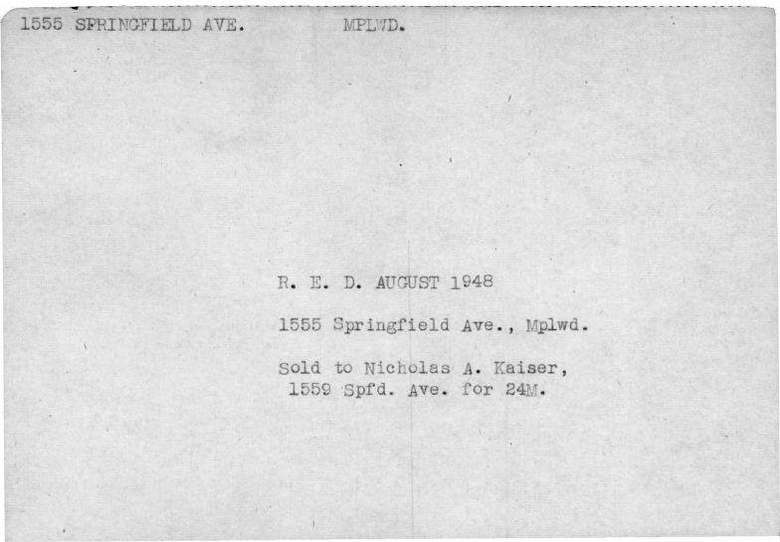 1555 SPRINGFIELD AVE. MPLWD.
R. E. D. AUGUST 1948
1555 Springfield Ave., Mplwd.
Sold to Nicholas A. Kaiser,
1559 Spfd. Ave. for 24M.